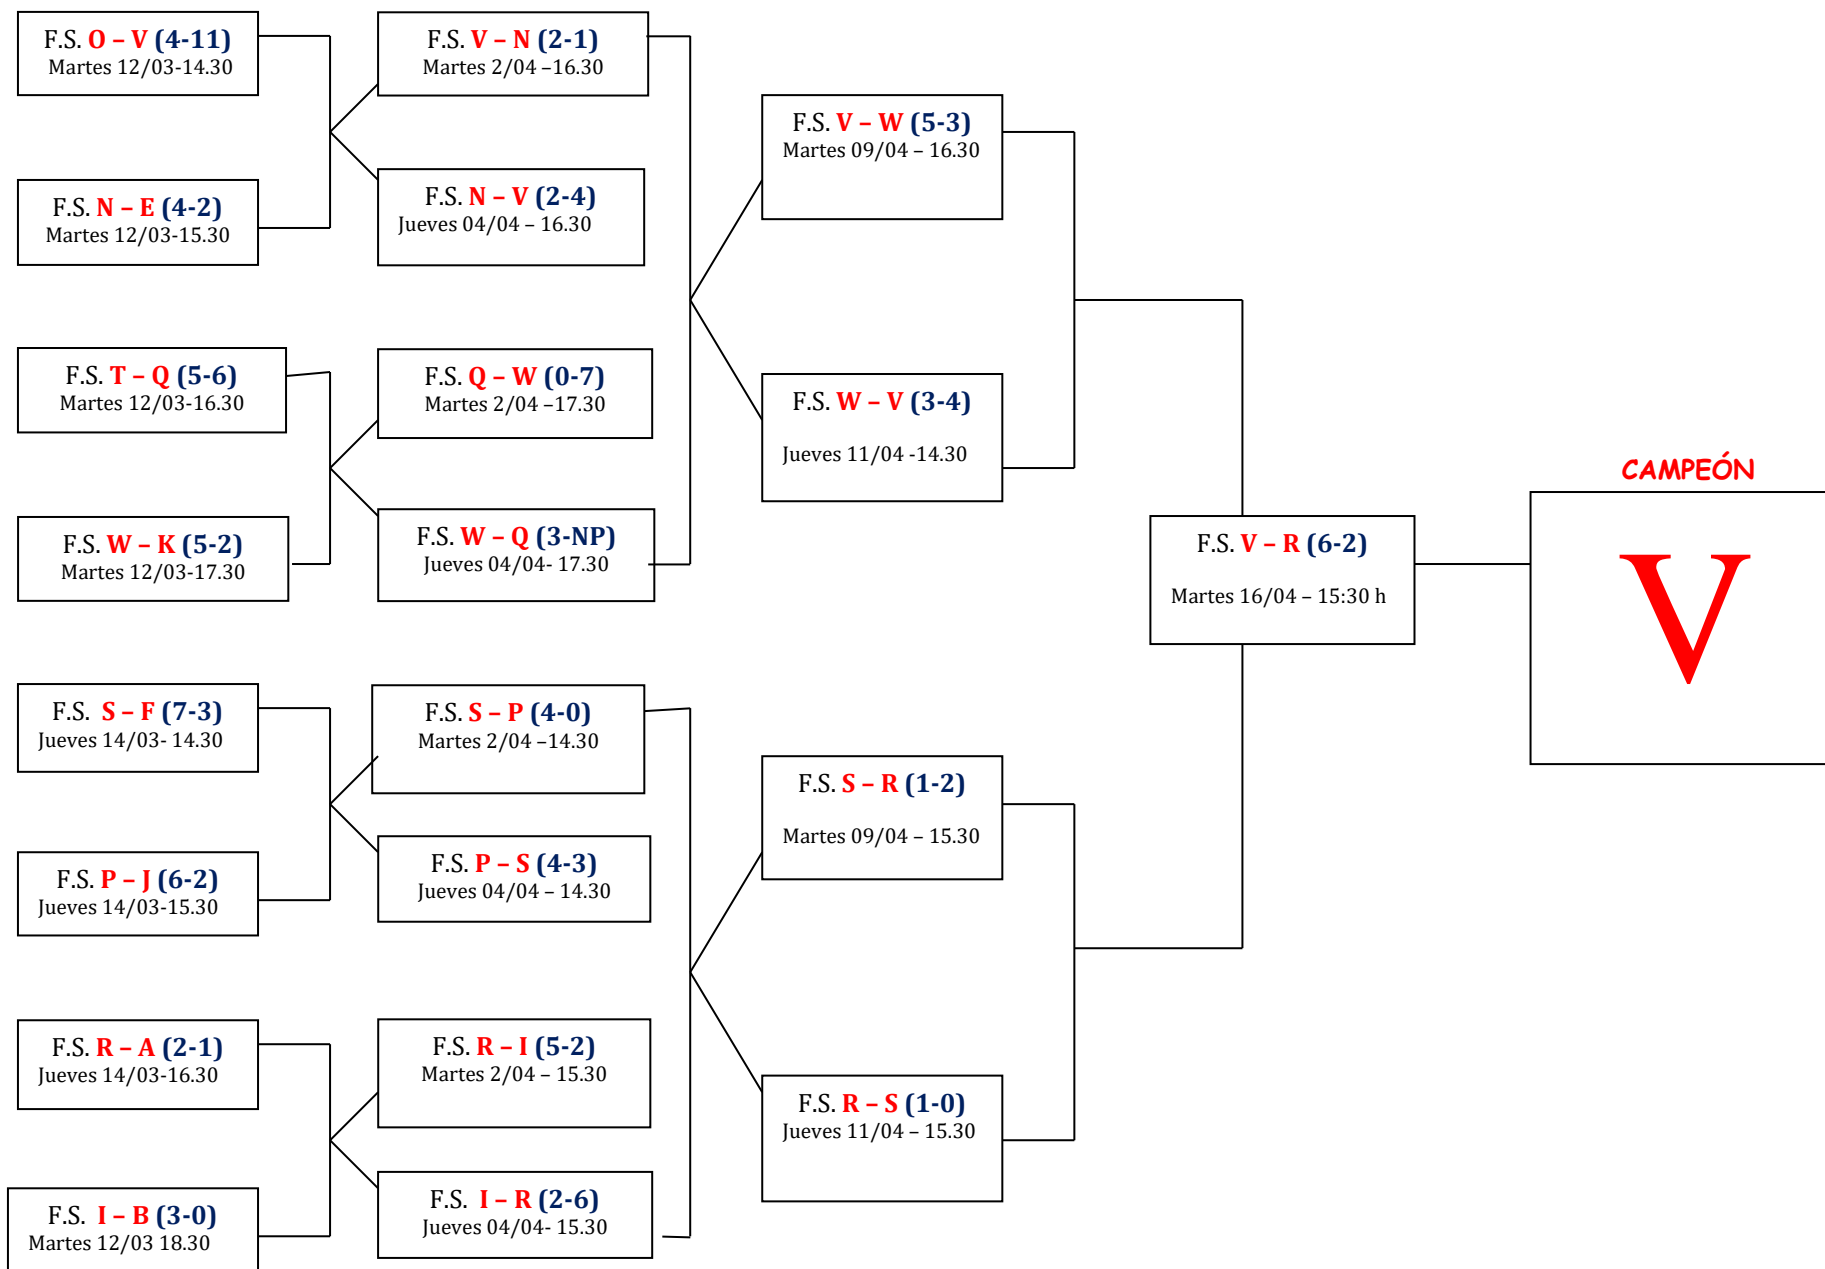 F.S. O – V (4-11)
Martes 12/03-14.30
F.S. N – E (4-2)
Martes 12/03-15.30
F.S. T – Q (5-6)
Martes 12/03-16.30
F.S. W – K (5-2)
Martes 12/03-17.30
F.S. S – F (7-3)
Jueves 14/03- 14.30
F.S. P – J (6-2)
Jueves 14/03-15.30
F.S. R – A (2-1)
Jueves 14/03-16.30
F.S. I – B (3-0)
Martes 12/03 18.30
F.S. V – N (2-1)
Martes 2/04 –16.30
F.S. N – V (2-4)
Jueves 04/04 – 16.30
F.S. Q – W (0-7)
Martes 2/04 –17.30
F.S. W – Q (3-NP)
Jueves 04/04- 17.30
F.S. S – P (4-0)
Martes 2/04 –14.30
F.S. P – S (4-3)
Jueves 04/04 – 14.30
F.S. R – I (5-2)
Martes 2/04 – 15.30
F.S. I – R (2-6)
Jueves 04/04- 15.30
F.S. V – W (5-3)
Martes 09/04 – 16.30
F.S. W – V (3-4)
Jueves 11/04 -14.30
F.S. S – R (1-2)
Martes 09/04 – 15.30
F.S. R – S (1-0)
Jueves 11/04 – 15.30
F.S. V – R (6-2)
Martes 16/04 – 15:30 h
CAMPEÓN
V